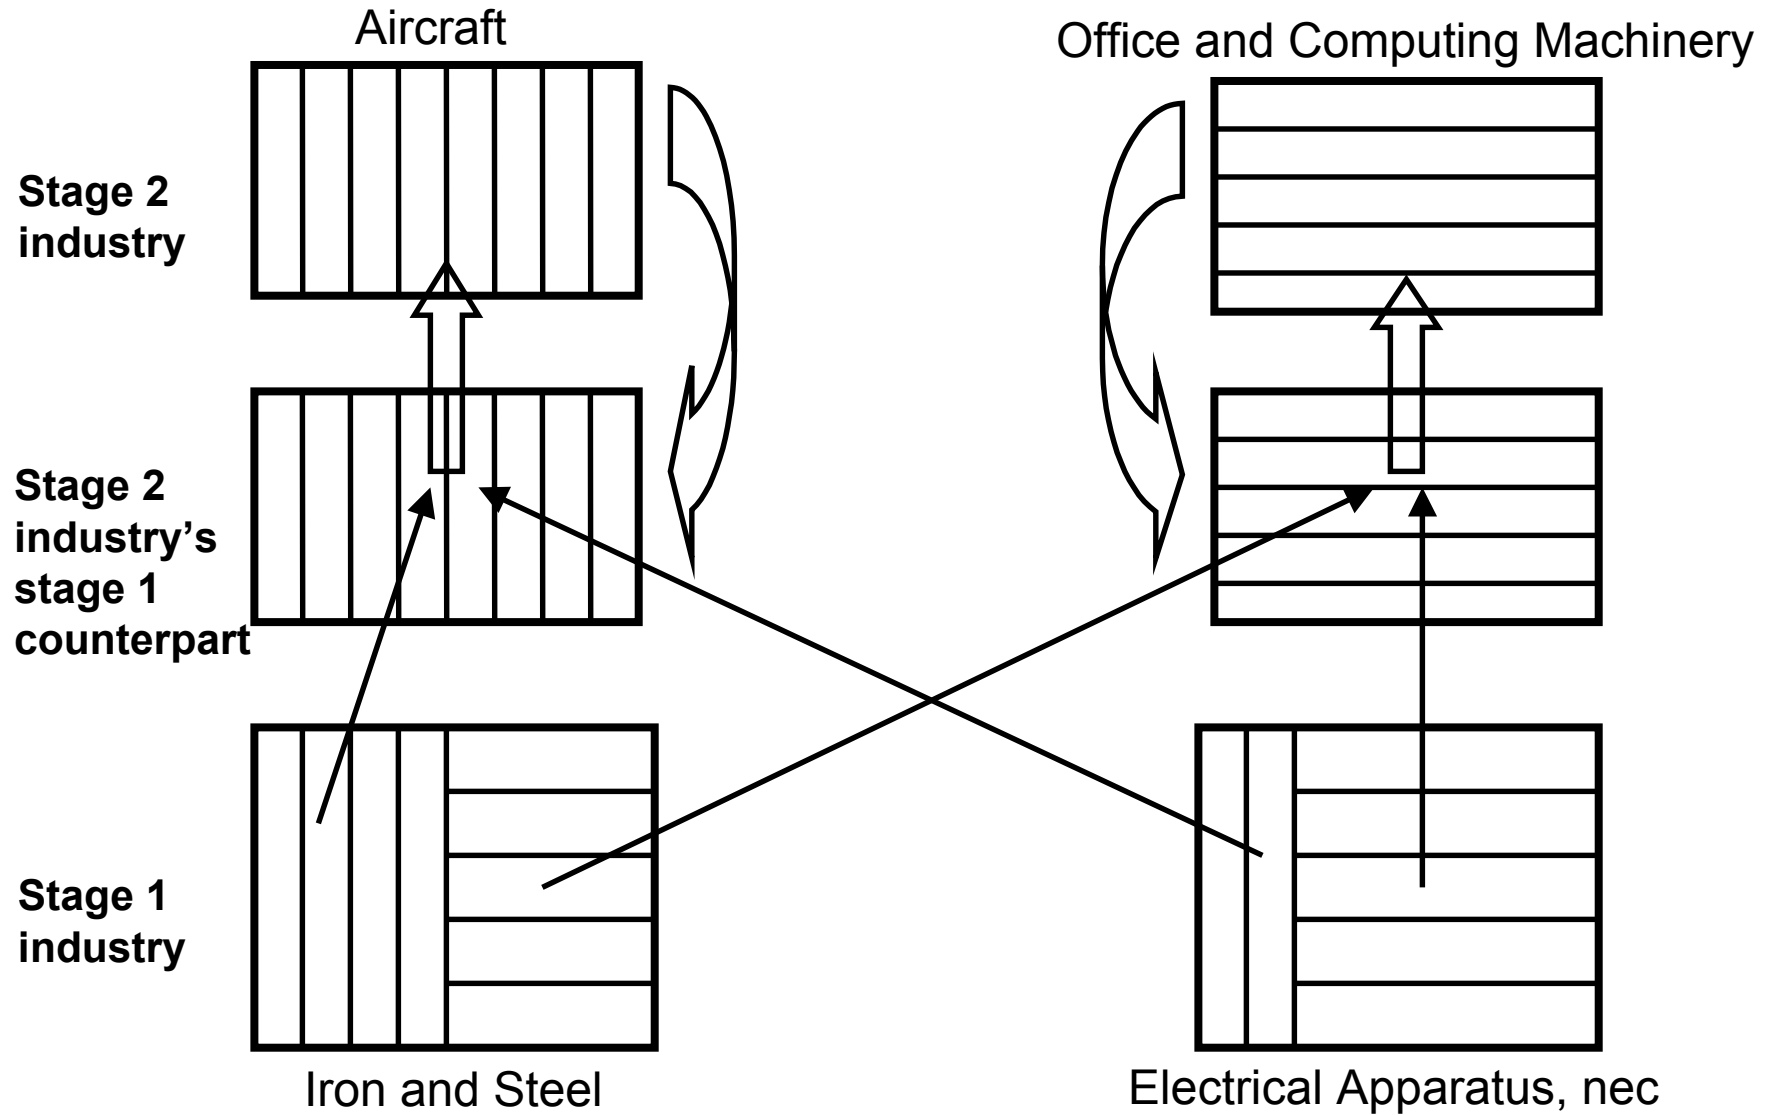 Aircraft
Office and Computing Machinery
Stage 2
industry
Stage 2
industry’s
stage 1
counterpart
Stage 1
industry
Iron and Steel
Electrical Apparatus, nec